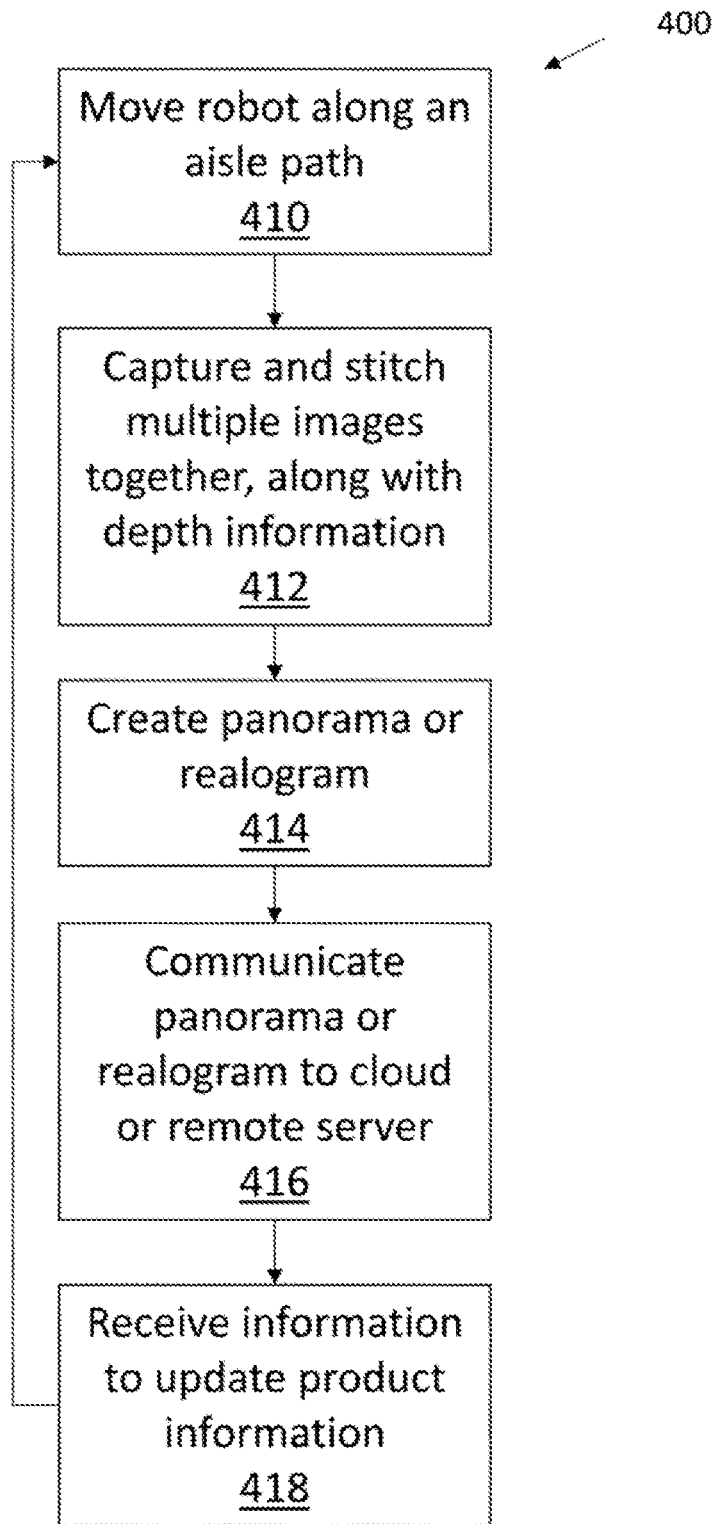 400
Move robot along an
aisle path
410
Capture and stitch
multiple images
together, along with
depth information
412
Create panorama or
realogram
414
Communicate
panorama or
realogram to cloud
or remote server
416
Receive information
to update product
information
418